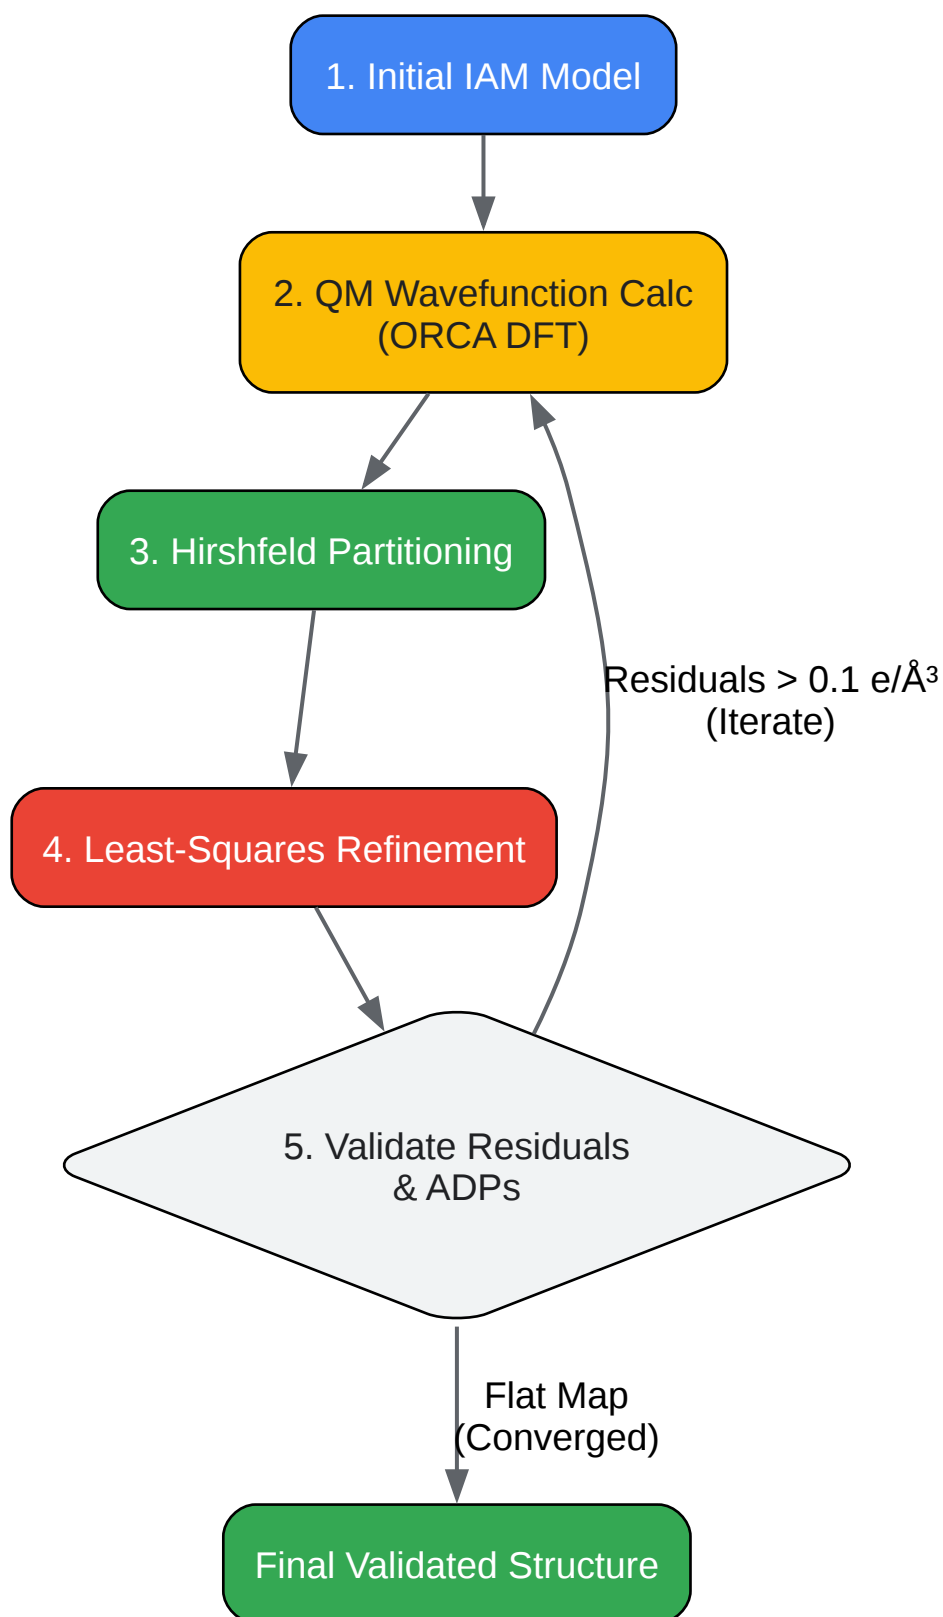 1. Initial IAM Model
2. QM Wavefunction Calc
(ORCA DFT)
3. Hirshfeld Partitioning
Residuals > 0.1 e/Å³
(Iterate)
4. Least-Squares Refinement
5. Validate Residuals
& ADPs
Flat Map
(Converged)
Final Validated Structure